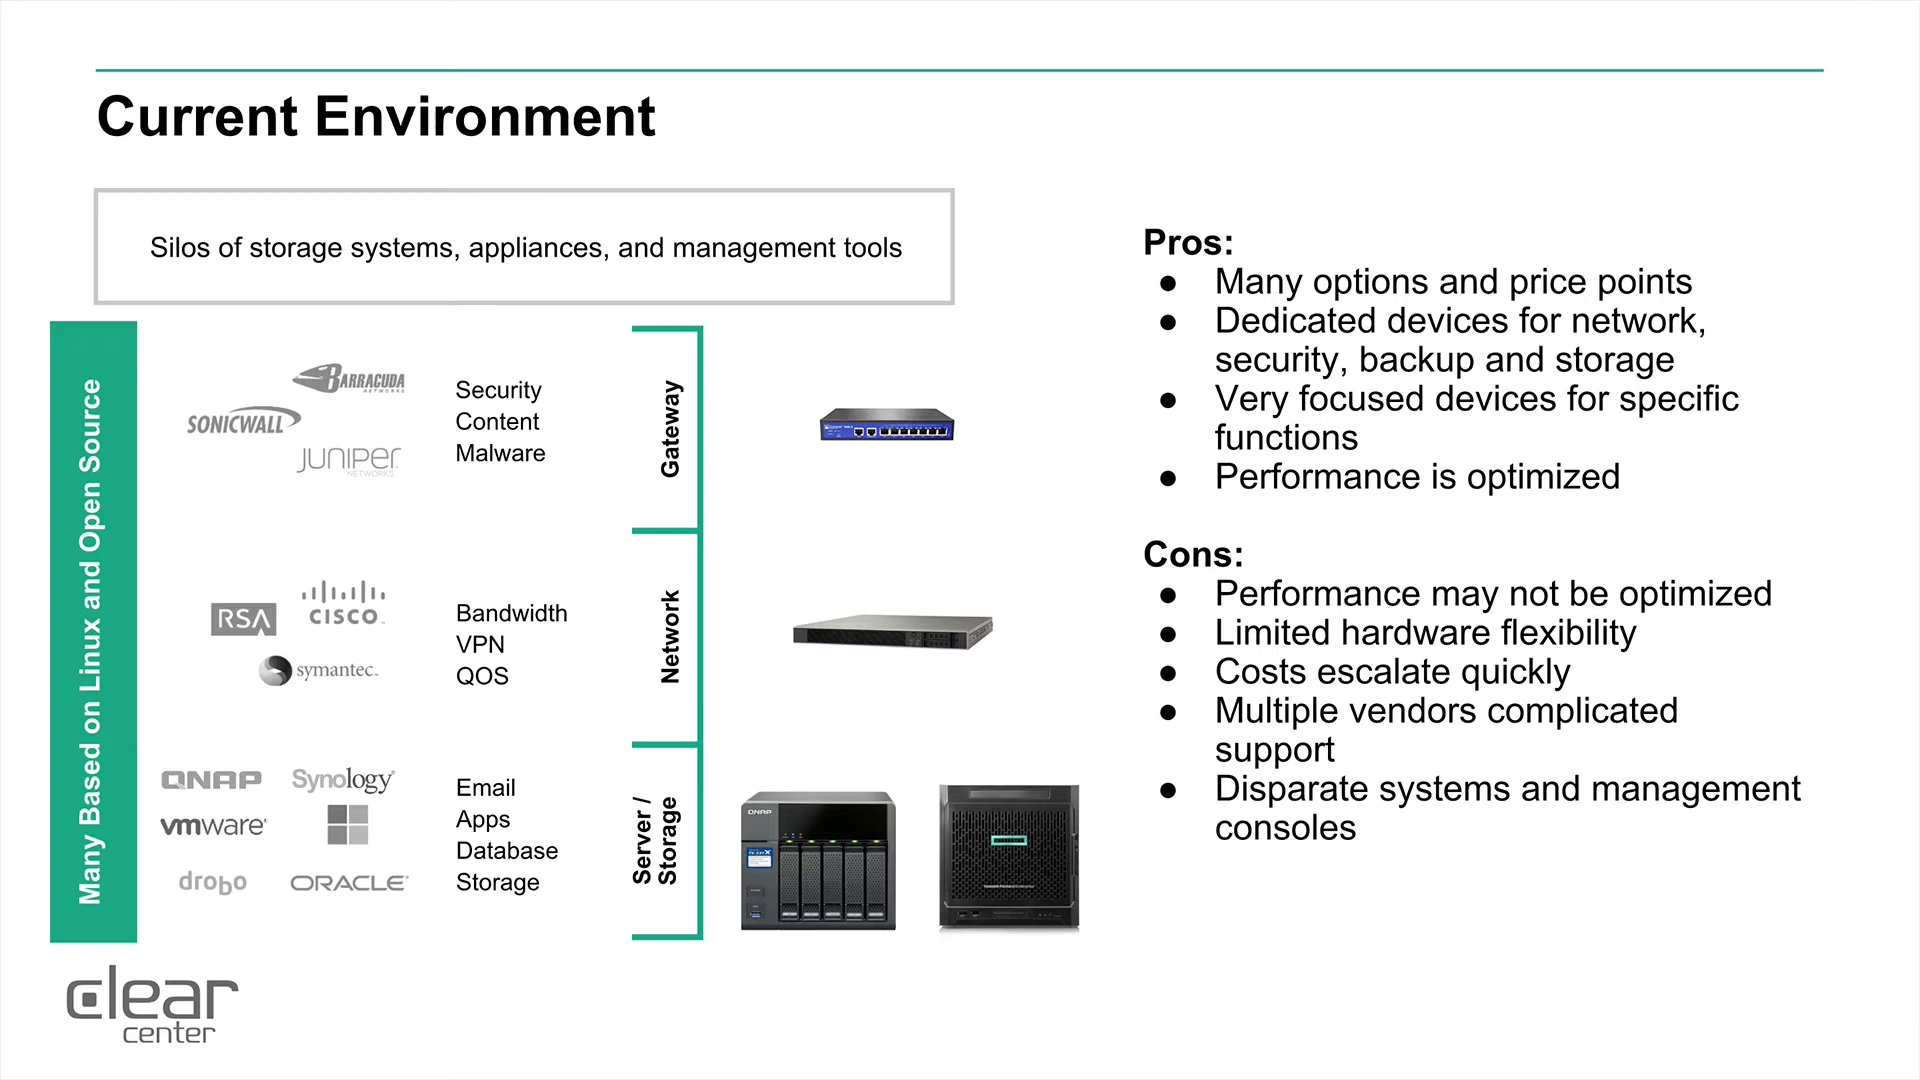 Current Environment
Silos of storage systems, appliances, and management tools
Many Based on Linux and Open Source
BARRACUDA
NETWORKS
SONICWALL
JUNIPER
NETWORKS
Security
Content
Malware
Gateway
RSA
CISCO
symantec.
Bandwidth
VPN
QOS
Network
QNAP
Synology
vmware
drobo
ORACLE
Email
Apps
Database
Storage
Server /
Storage
QNAP
Pros:
● Many options and price points
● Dedicated devices for network,
security, backup and storage
● Very focused devices for specific
functions
● Performance is optimized
Cons:
● Performance may not be optimized
● Limited hardware flexibility
● Costs escalate quickly
● Multiple vendors complicated
support
● Disparate systems and management
consoles
clear
center